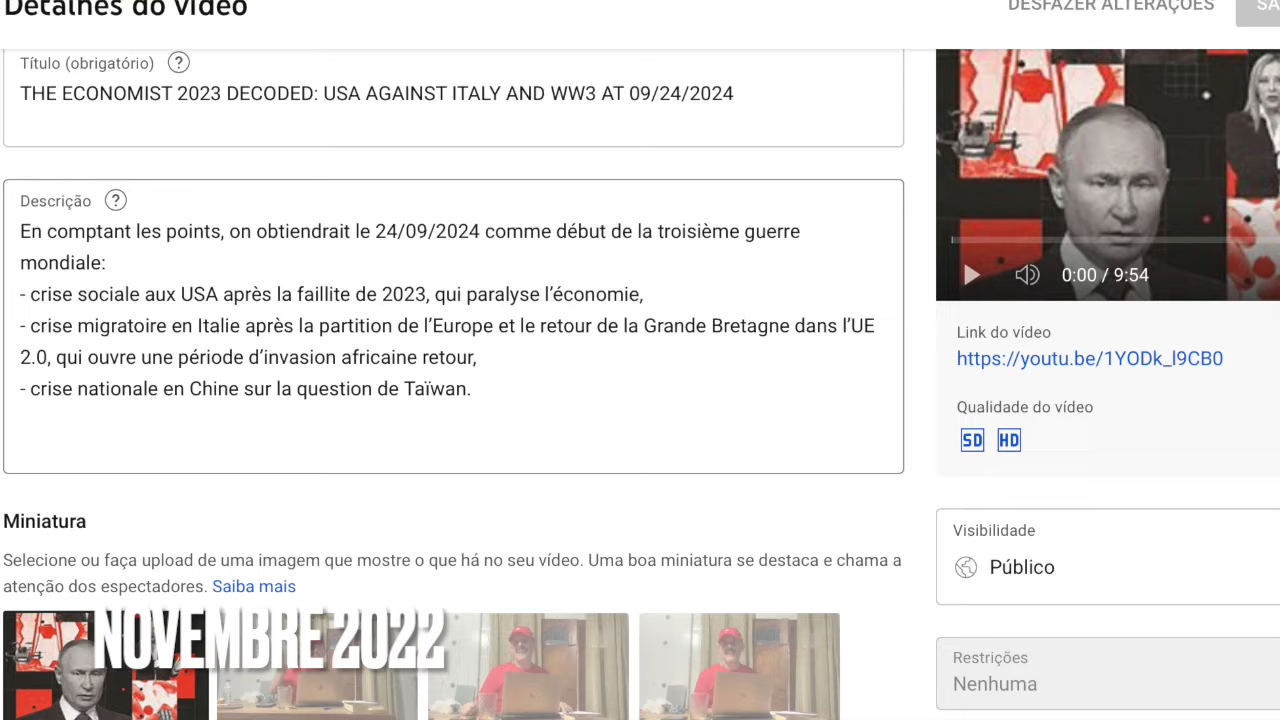 Detalhes do vídeo
DESFAZER ALTERAÇÕES
SA
Título (obrigatório) ?
THE ECONOMIST 2023 DECODED: USA AGAINST ITALY AND WW3 AT 09/24/2024
Descrição ?
En comptant les points, on obtiendrait le 24/09/2024 comme début de la troisième guerre
mondiale:
- crise sociale aux USA après la faillite de 2023, qui paralyse l’économie,
- crise migratoire en Italie après la partition de l’Europe et le retour de la Grande Bretagne dans l’UE
2.0, qui ouvre une période d’invasion africaine retour,
- crise nationale en Chine sur la question de Taïwan.
0:00 / 9:54
Link do vídeo
https://youtu.be/1YODk_l9CB0
Qualidade do vídeo
SD HD
Miniatura
Selecione ou faça upload de uma imagem que mostre o que há no seu vídeo. Uma boa miniatura se destaca e chama a
atenção dos espectadores. Saiba mais
Visibilidade
Público
Restrições
Nenhuma
NOVEMBRE 2022